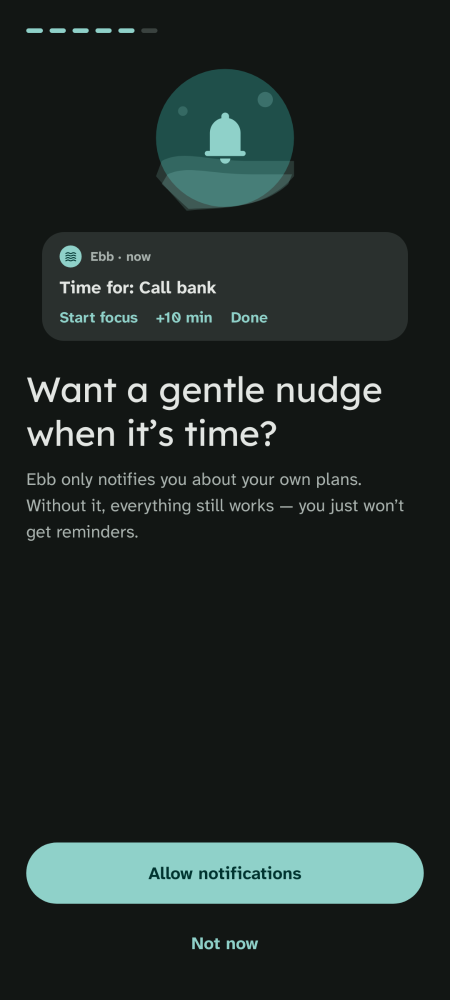 Ebb · now
Time for: Call bank
Start focus +10 min Done
Want a gentle nudge
when it’s time?
Ebb only notifies you about your own plans.
Without it, everything still works — you just won’t
get reminders.
Allow notifications
Not now